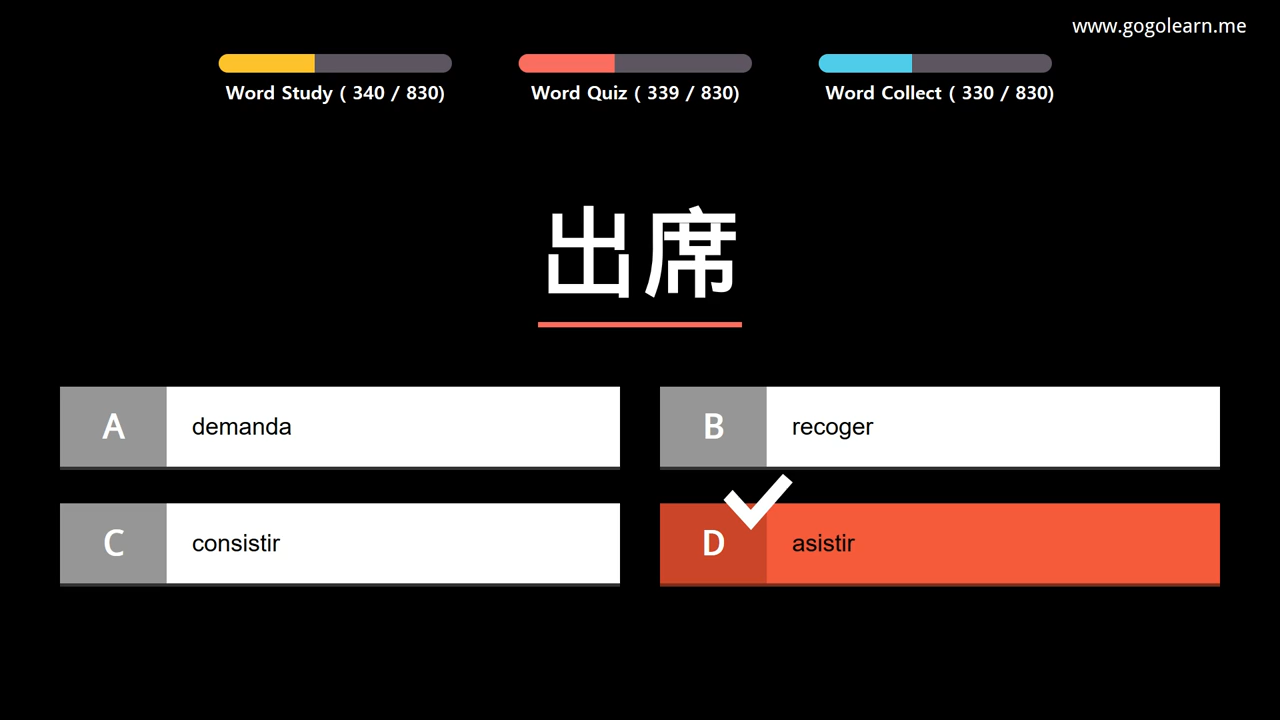 www.gogolearn.me
Word Study ( 340 / 830)
Word Quiz ( 339 / 830)
Word Collect ( 330 / 830)
出席
A demanda
B recoger
C consistir
D asistir